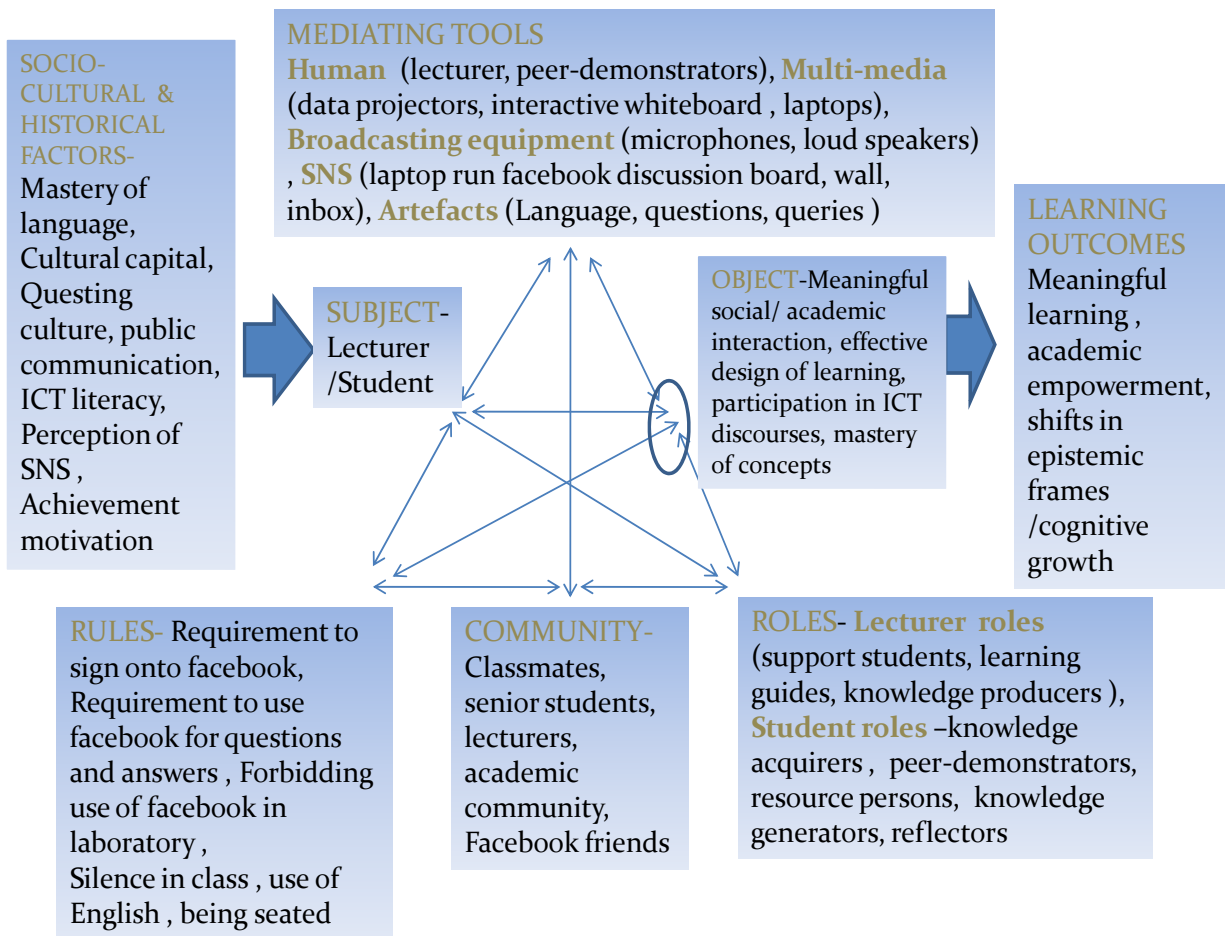 SOCIO-
CULTURAL &
HISTORICAL
FACTORS-
Mastery of
language,
Cultural capital,
Questing
culture, public
communication,
ICT literacy,
Perception of
SNS ,
Achievement
motivation
MEDIATING TOOLS
Human (lecturer, peer-demonstrators), Multi-media
(data projectors, interactive whiteboard , laptops),
Broadcasting equipment (microphones, loud speakers)
, SNS (laptop run facebook discussion board, wall,
inbox), Artefacts (Language, questions, queries )
SUBJECT-
Lecturer
/Student
OBJECT-Meaningful
social/ academic
interaction, effective
design of learning,
participation in ICT
discourses, mastery
of concepts
LEARNING
OUTCOMES
Meaningful
learning ,
academic
empowerment,
shifts in
epistemic
frames
/cognitive
growth
RULES- Requirement to
sign onto facebook,
Requirement to use
facebook for questions
and answers , Forbidding
use of facebook in
laboratory ,
Silence in class , use of
English , being seated
COMMUNITY-
Classmates,
senior students,
lecturers,
academic
community,
Facebook friends
ROLES- Lecturer roles
(support students, learning
guides, knowledge producers ),
Student roles –knowledge
acquirers , peer-demonstrators,
resource persons, knowledge
generators, reflectors